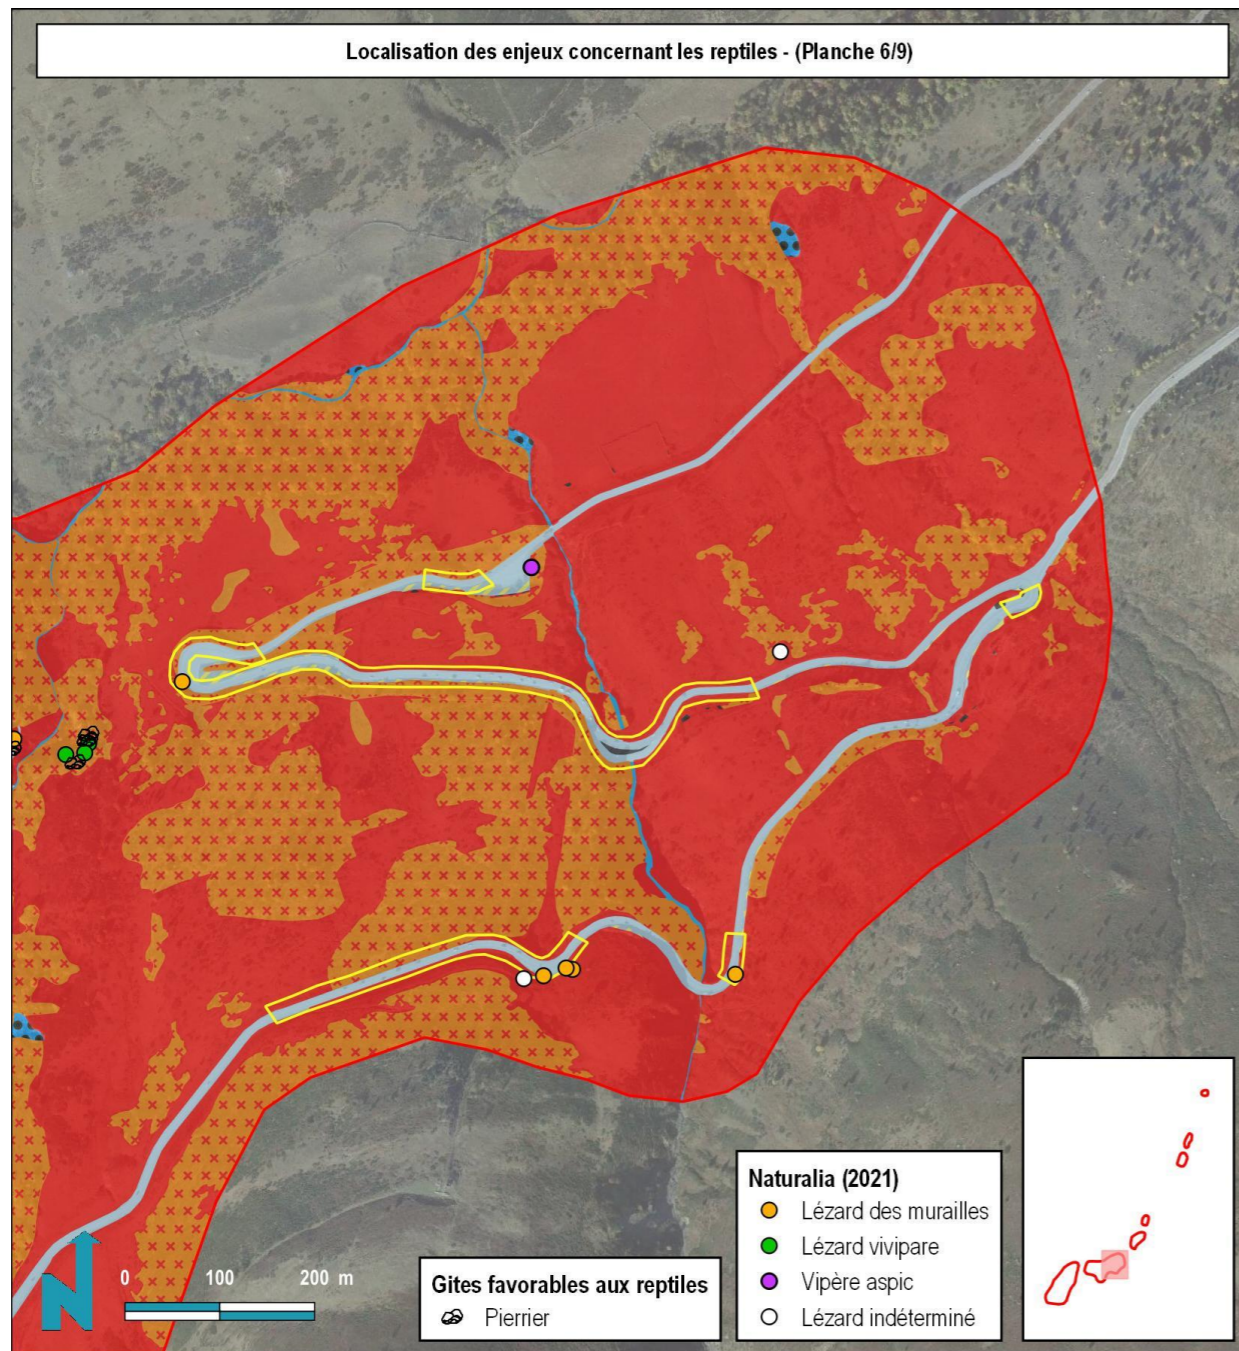 Localisation des enjeux concernant les reptiles - (Planche 6/9)
N
0 100 200 m
Gites favorables aux reptiles
Pierrier
Naturalia (2021)
Lézard des murailles
Lézard vivipare
Vipère aspic
Lézard indéterminé